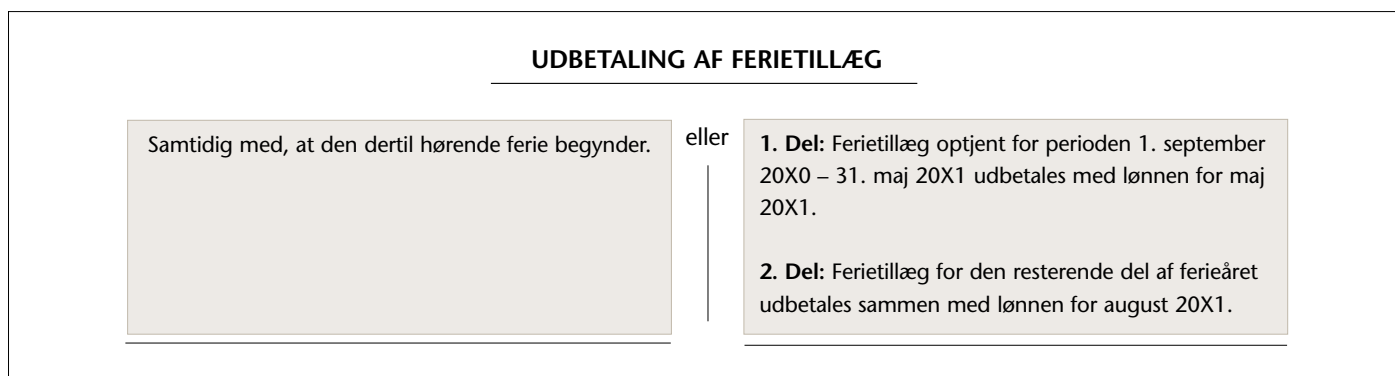 UDBETALING AF FERIETILLÆG
Samtidig med, at den dertil hørende ferie begynder.
eller
1. Del: Ferietillæg optjent for perioden 1. september
20X0 – 31. maj 20X1 udbetales med lønnen for maj
20X1.
2. Del: Ferietillæg for den resterende del af ferieåret
udbetales sammen med lønnen for august 20X1.